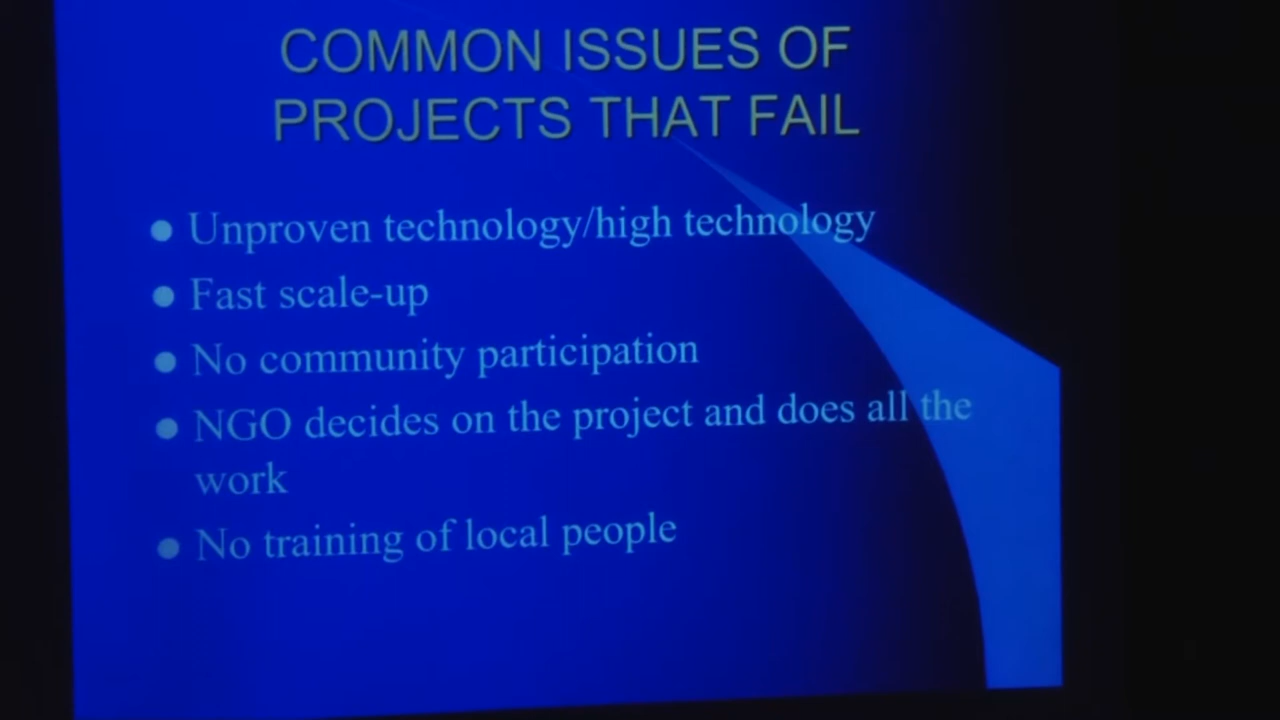 COMMON ISSUES OF
PROJECTS THAT FAIL
● Unproven technology/high technology
● Fast scale-up
● No community participation
● NGO decides on the project and does all the
work
● No training of local people